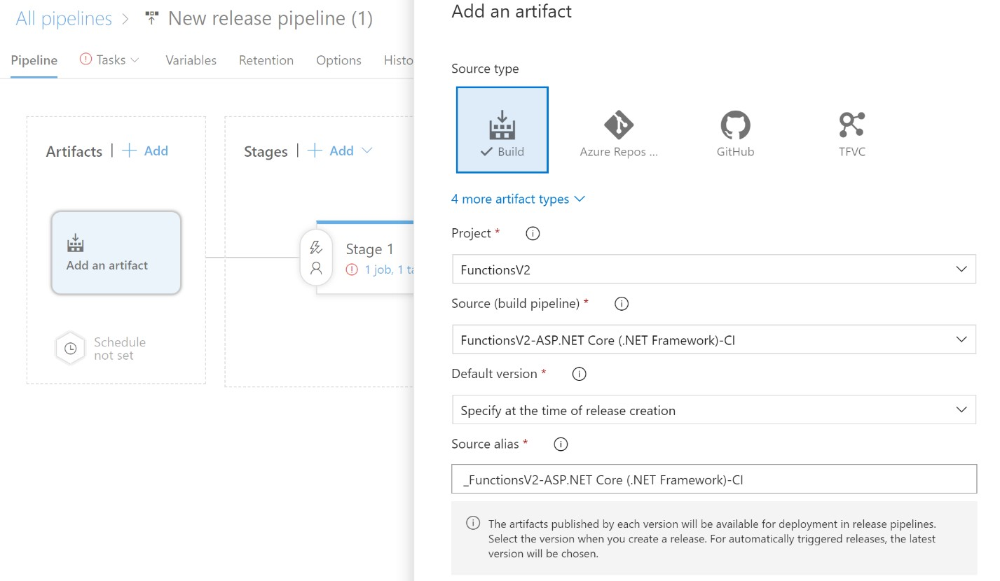 All pipelines > New release pipeline (1)
Pipeline
Tasks
Variables
Retention
Options
Histo
Artifacts | + Add
Add an artifact
Schedule
not set
Stages | + Add
Stage 1
1 job, 1 ta
Add an artifact
Source type
Build
Azure Repos ...
GitHub
TFVC
4 more artifact types
Project *
FunctionsV2
Source (build pipeline) *
FunctionsV2-ASP.NET Core (.NET Framework)-CI
Default version *
Specify at the time of release creation
Source alias *
_FunctionsV2-ASP.NET Core (.NET Framework)-CI
The artifacts published by each version will be available for deployment in release pipelines.
Select the version when you create a release. For automatically triggered releases, the latest
version will be chosen.